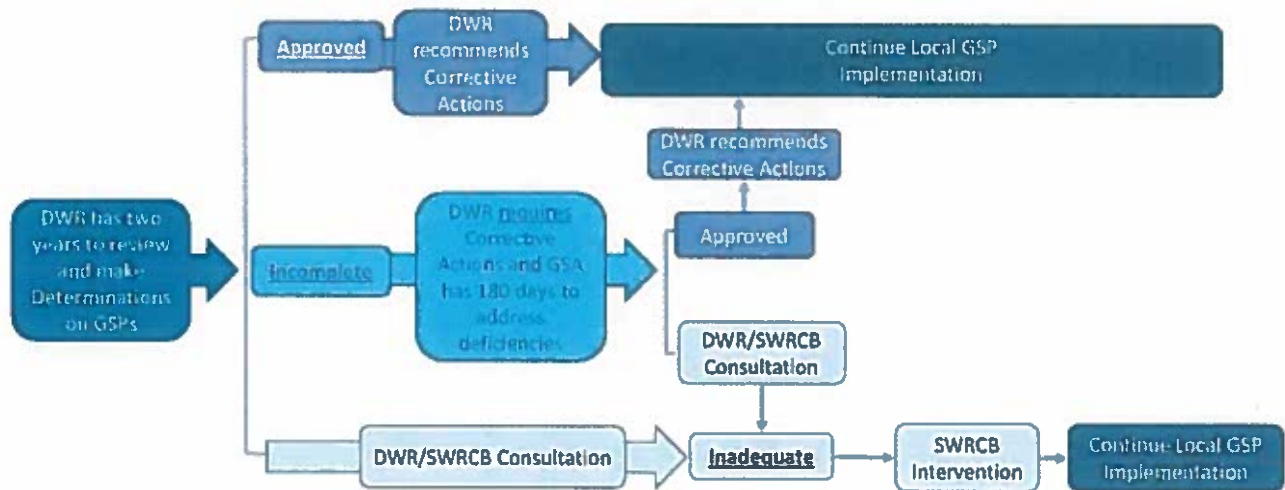 Approved
DWR
recommends
Corrective
Actions
Continue Local GSP
Implementation
DWR recommends
Corrective Actions
DWR has two
years to review
and make
Determinations
on GSPs
Incomplete
DWR requires
Corrective
Actions and GSA
has 180 days to
address
deficiencies
Approved
DWR/SWRCB
Consultation
DWR/SWRCB Consultation
Inadequate
SWRCB
Intervention
Continue Local GSP
Implementation